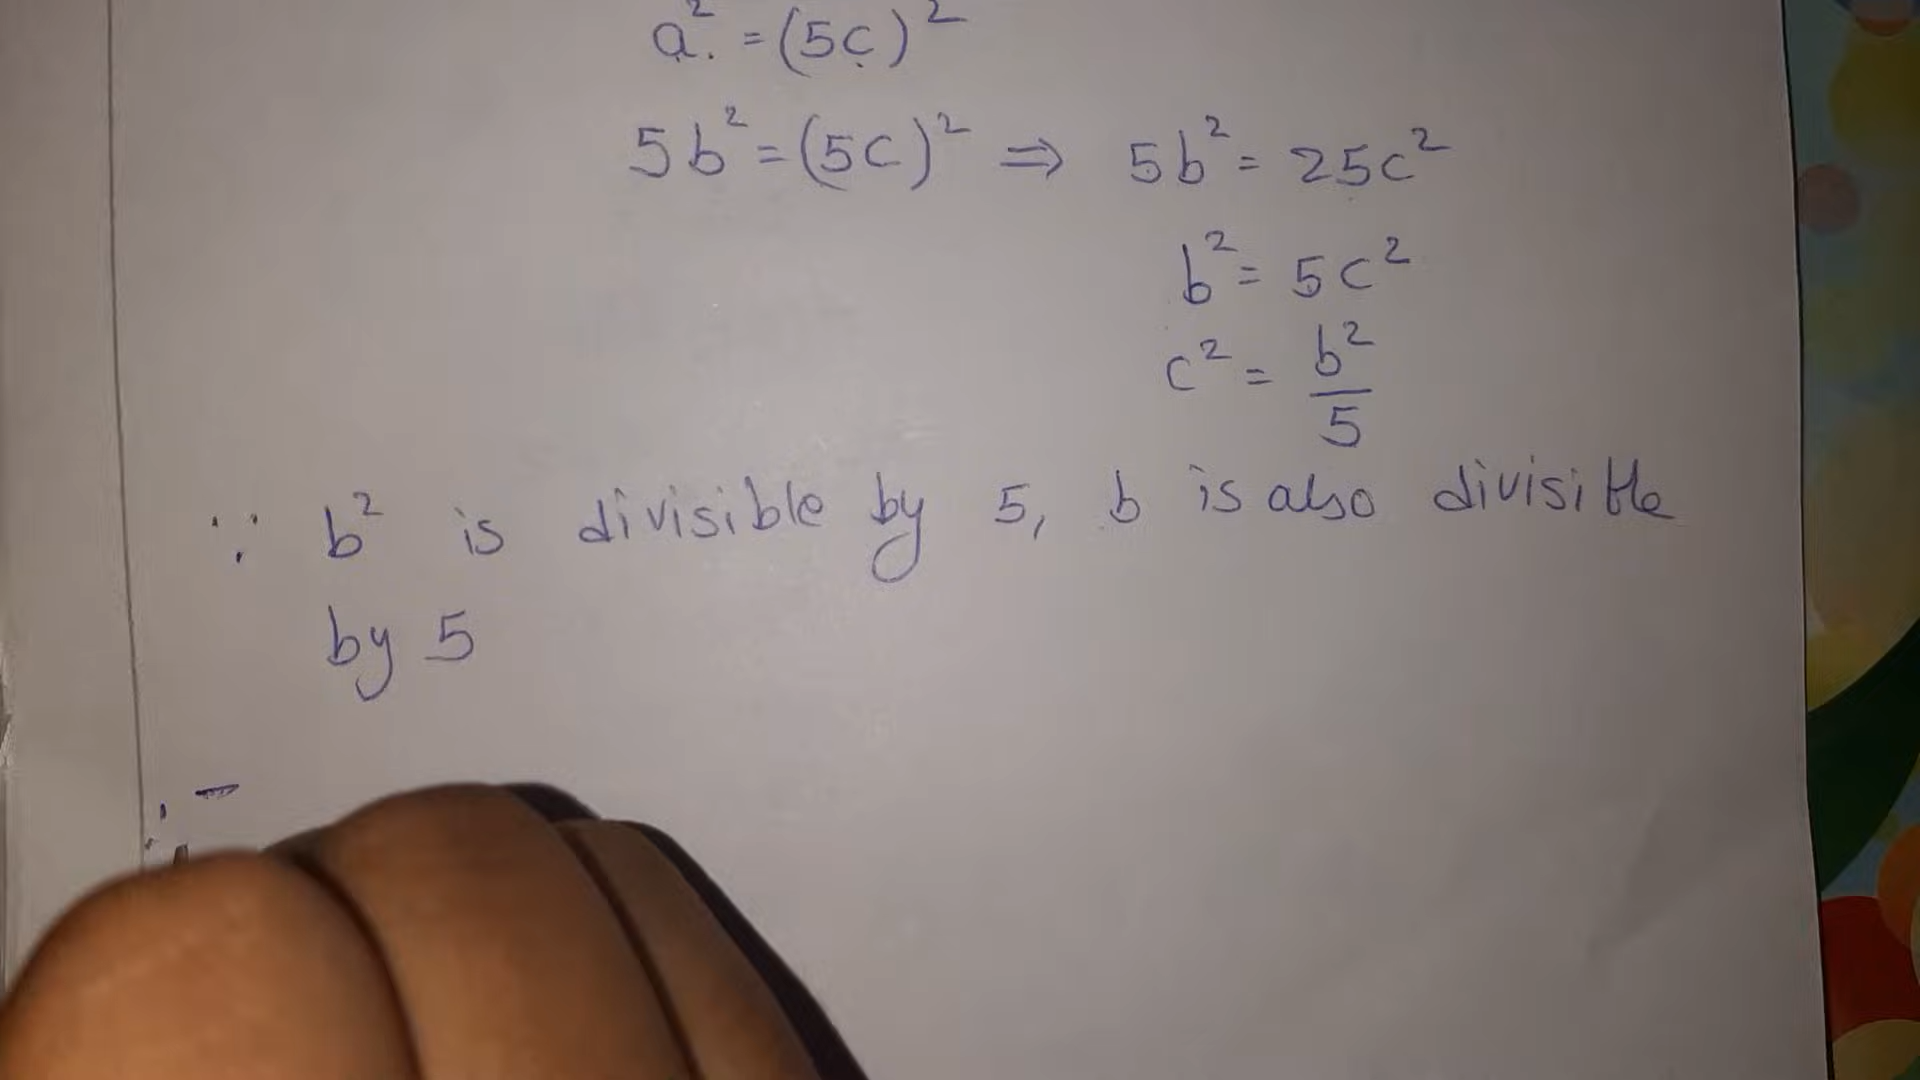 a² = (5c)²
5b² = (5c)² ⇒ 5b² = 25c²
b² = 5c²
c² = b²/5
∵ b² is divisible by 5, b is also divisible
by 5